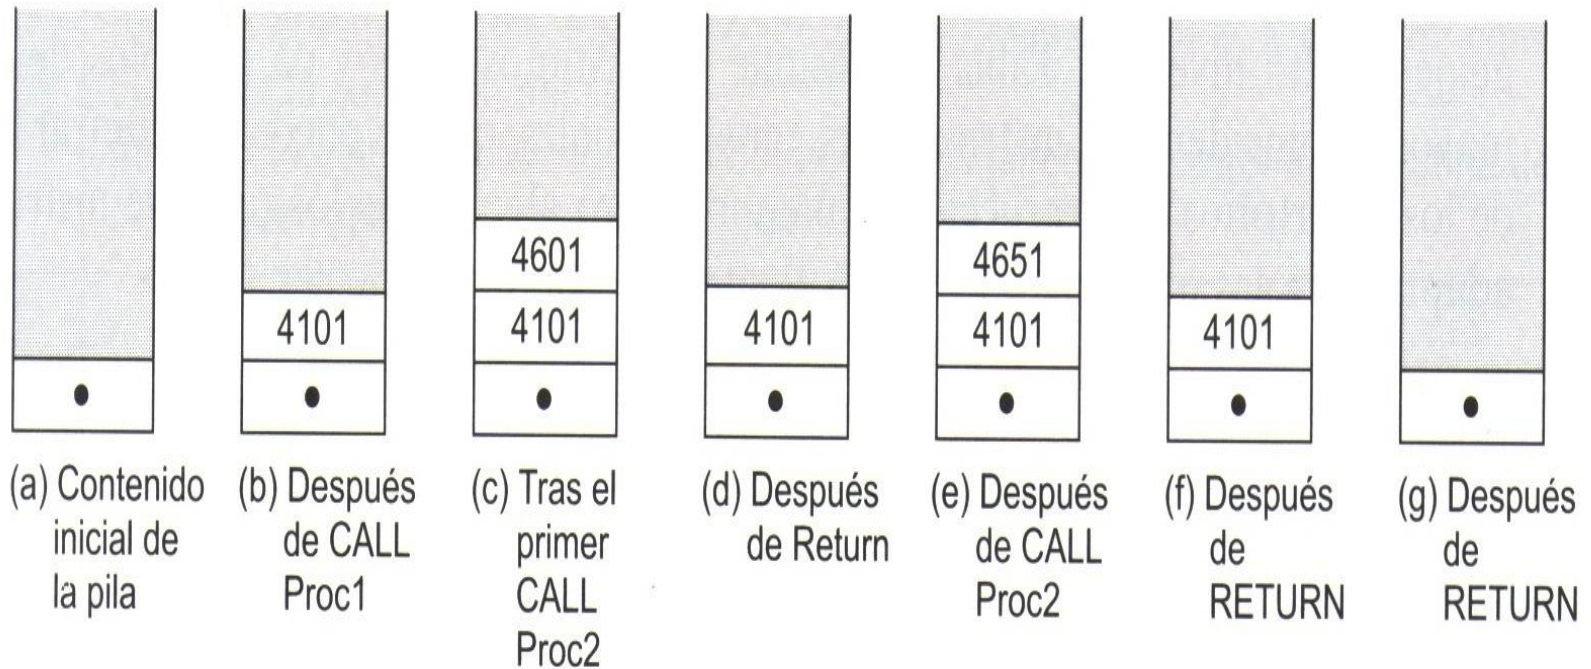 4101
4601
4101
4101
4651
4101
4101
(a) Contenido
inicial de
la pila
(b) Después
de CALL
Proc1
(c) Tras el
primer
CALL
Proc2
(d) Después
de Return
(e) Después
de CALL
Proc2
(f) Después
de
RETURN
(g) Después
de
RETURN